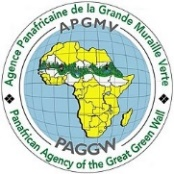 Agence Panafricaine de la Grande Muraille Verte
APGMV
PAGGW
Panafrican Agency of the Great Green Wall